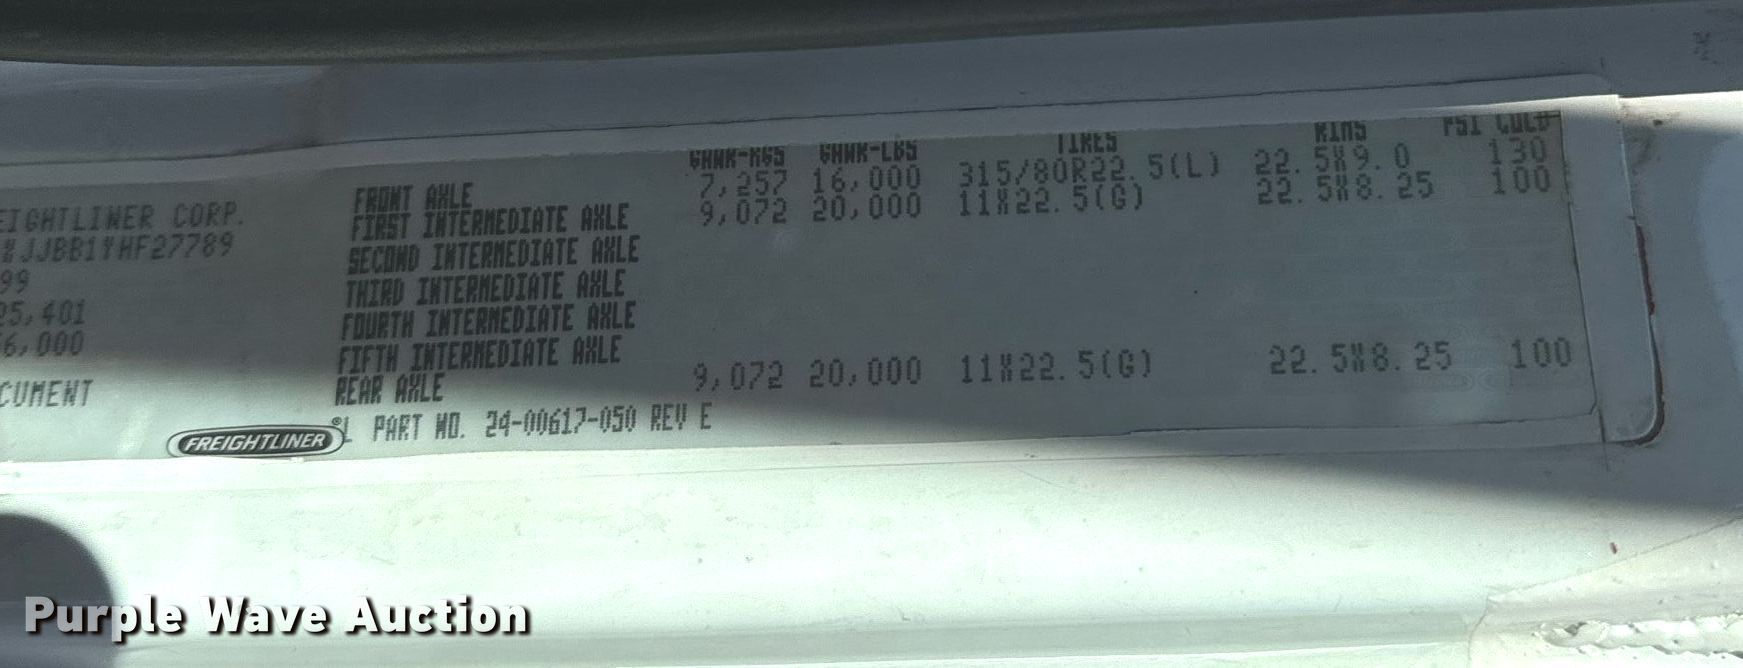 GAWR-KGS GAWR-LBS TIRES RIMS PSI COLD
FRONT AXLE 7,257 16,000 315/80R22.5(L) 22.5X9.0 130
FIRST INTERMEDIATE AXLE 9,072 20,000 11X22.5(G) 22.5X8.25 100
SECOND INTERMEDIATE AXLE
THIRD INTERMEDIATE AXLE
FOURTH INTERMEDIATE AXLE
FIFTH INTERMEDIATE AXLE
REAR AXLE 9,072 20,000 11X22.5(G) 22.5X8.25 100
EIGHTLINER CORP.
XJJBB1YHF27789
99
25,401
6,000
CUMENT
FREIGHTLINER® L PART NO. 24-00617-050 REV E
Purple Wave Auction